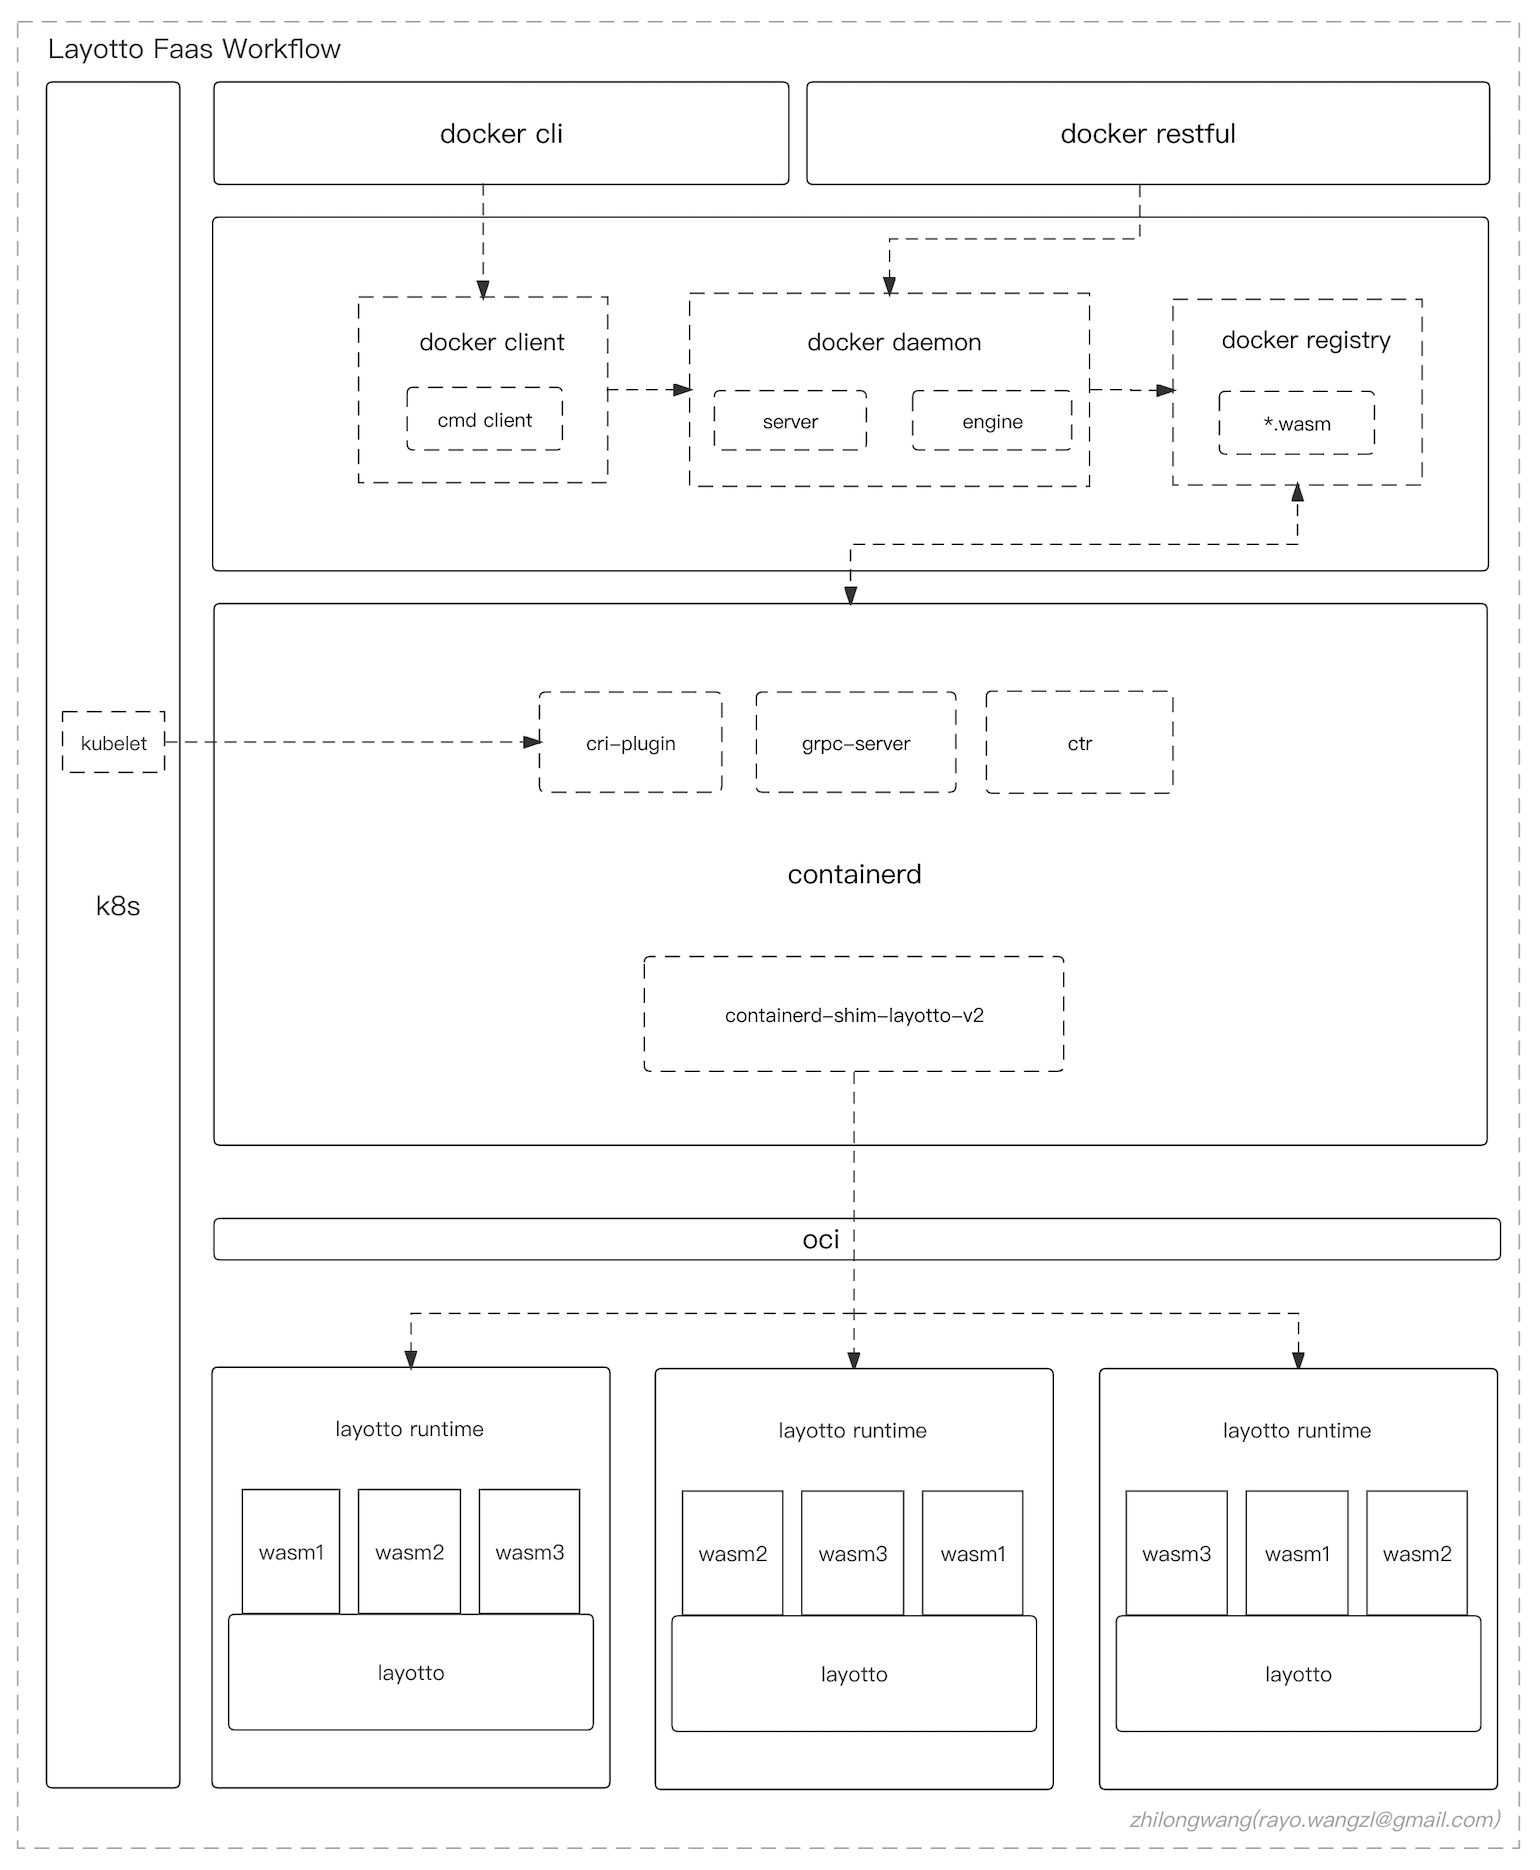 Layotto Faas Workflow
docker cli
docker restful
docker client
cmd client
docker daemon
server
engine
docker registry
*.wasm
kubelet
k8s
cri-plugin
grpc-server
ctr
containerd
containerd-shim-layotto-v2
oci
layotto runtime
wasm1
wasm2
wasm3
layotto
layotto runtime
wasm2
wasm3
wasm1
layotto
layotto runtime
wasm3
wasm1
wasm2
layotto
zhilongwang(rayo.wangzl@gmail.com)